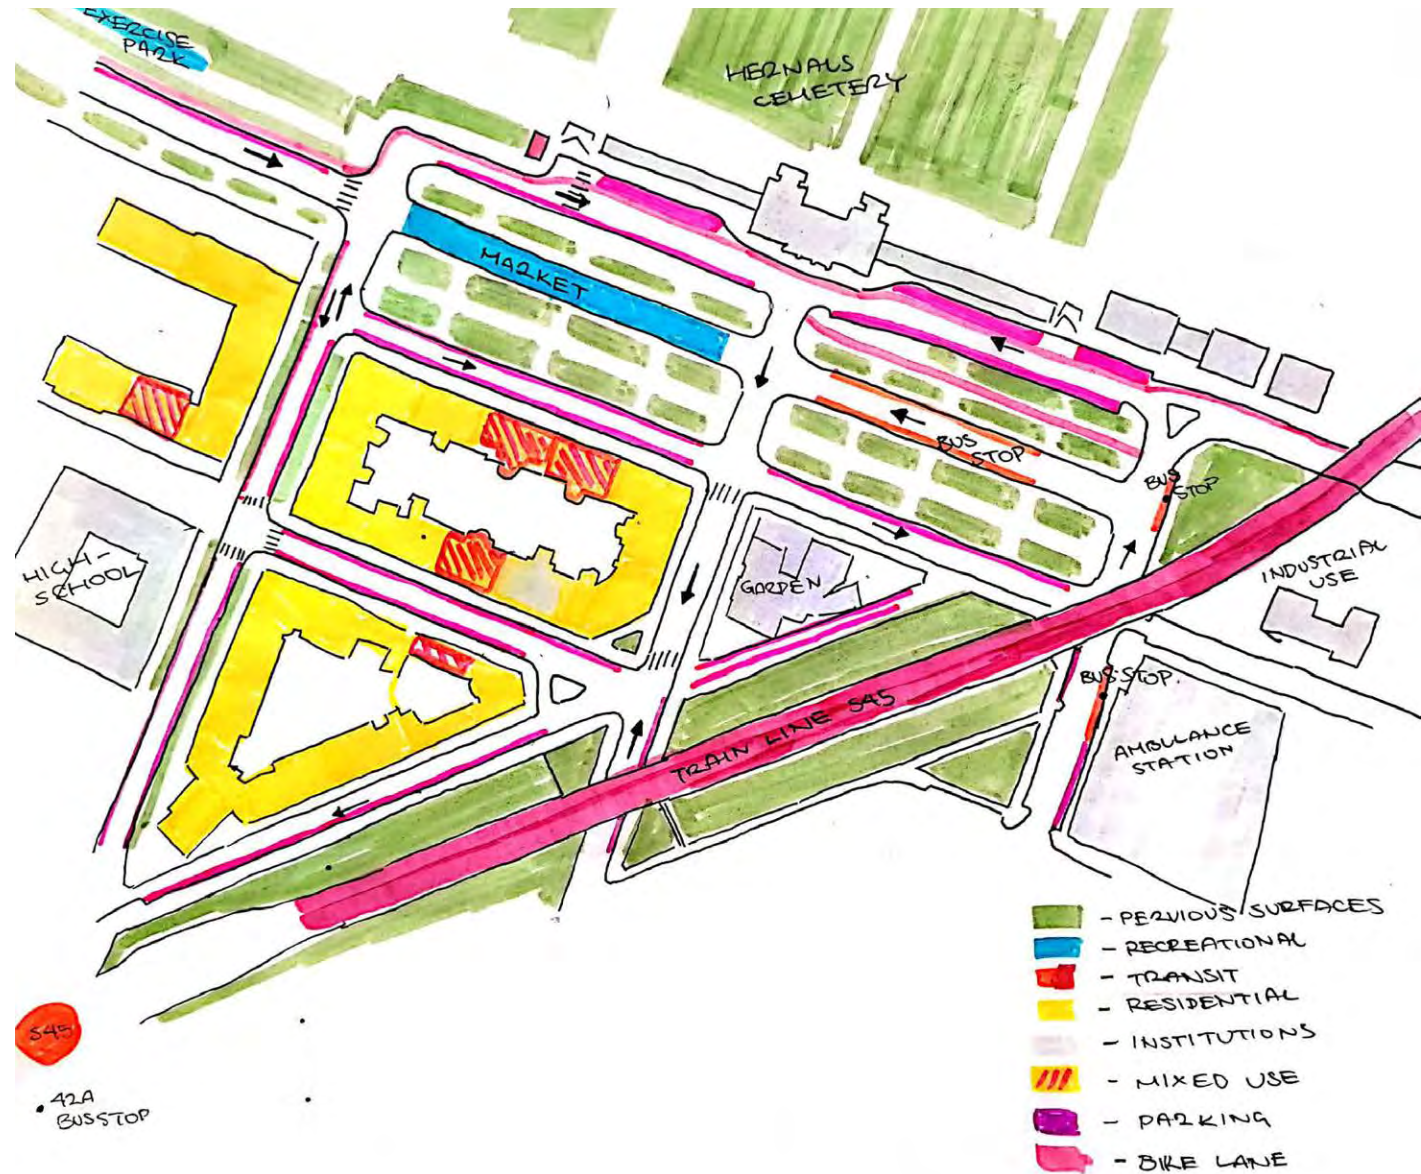 EXERCISE
PARK
HERNALS
CEMETERY
MARKET
BUS
STOP
BUS
STOP
HIGH-
SCHOOL
GARDEN
INDUSTRIAL
USE
BUS STOP.
TRAIN LINE S45
AMBULANCE
STATION
- PERVIOUS SURFACES
- RECREATIONAL
- TRANSIT
- RESIDENTIAL
- INSTITUTIONS
- MIXED USE
- PARKING
- BIKE LANE
S45
42A
BUSSTOP